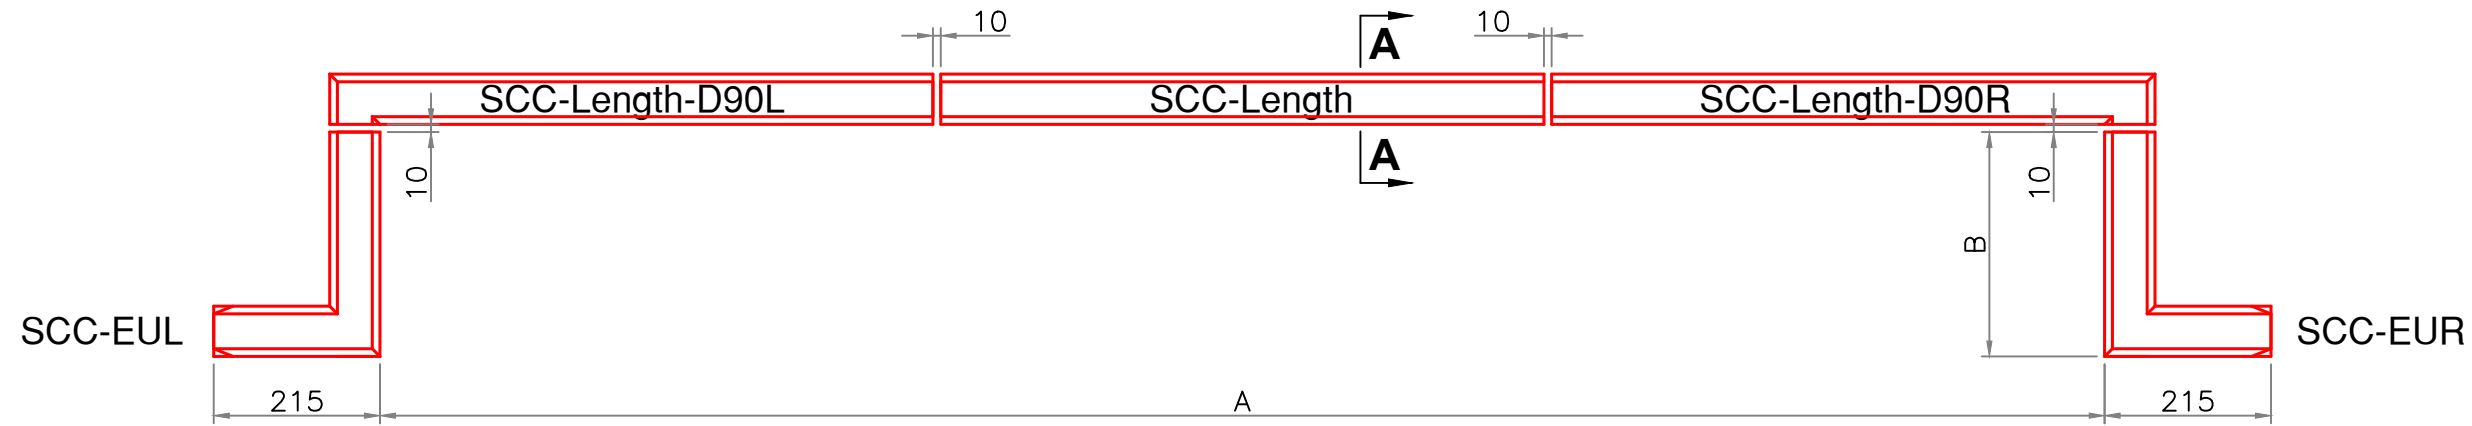 10
10
A
SCC-Length-D90L
SCC-Length
SCC-Length-D90R
A
10
10
B
SCC-EUL
SCC-EUR
215
A
215